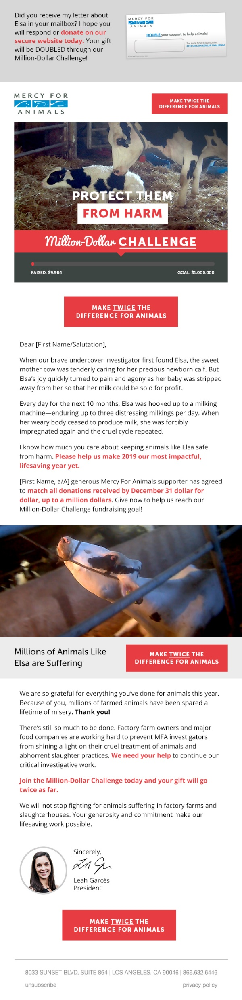 Did you receive my letter about
Elsa in your mailbox? I hope you
will respond or donate on our
secure website today. Your gift
will be DOUBLED through our
Million-Dollar Challenge!
MERCY FOR
ANIMALS
DOUBLE your support to help animals!
See inside for details about the
2018 MILLION-DOLLAR CHALLENGE
MERCY FOR
ANIMALS
MAKE TWICE THE
DIFFERENCE FOR ANIMALS
PROTECT THEM
FROM HARM
Million-Dollar CHALLENGE
RAISED: $9,984
GOAL: $1,000,000
MAKE TWICE THE
DIFFERENCE FOR ANIMALS
Dear [First Name/Salutation],
When our brave undercover investigator first found Elsa, the sweet
mother cow was tenderly caring for her precious newborn calf. But
Elsa's joy quickly turned to pain and agony as her baby was stripped
away from her so that her milk could be sold for profit.
Every day for the next 10 months, Elsa was hooked up to a milking
machine—enduring up to three distressing milkings per day. When
her weary body ceased to produce milk, she was forcibly
impregnated again and the cruel cycle repeated.
I know how much you care about keeping animals like Elsa safe
from harm. Please help us make 2019 our most impactful,
lifesaving year yet.
[First Name, a/A] generous Mercy For Animals supporter has agreed
to match all donations received by December 31 dollar for
dollar, up to a million dollars. Give now to help us reach our
Million-Dollar Challenge fundraising goal!
Millions of Animals Like
Elsa are Suffering
MAKE TWICE THE
DIFFERENCE FOR ANIMALS
We are so grateful for everything you've done for animals this year.
Because of you, millions of farmed animals have been spared a
lifetime of misery. Thank you!
There's still so much to be done. Factory farm owners and major
food companies are working hard to prevent MFA investigators
from shining a light on their cruel treatment of animals and
abhorrent slaughter practices. We need your help to continue our
critical investigative work.
Join the Million-Dollar Challenge today and your gift will go
twice as far.
We will not stop fighting for animals suffering in factory farms and
slaughterhouses. Your generosity and commitment make our
lifesaving work possible.
Sincerely,
Leah Garcés
President
MAKE TWICE THE
DIFFERENCE FOR ANIMALS
8033 SUNSET BLVD, SUITE 864 | LOS ANGELES, CA 90046 | 866.632.6446
unsubscribe
privacy policy